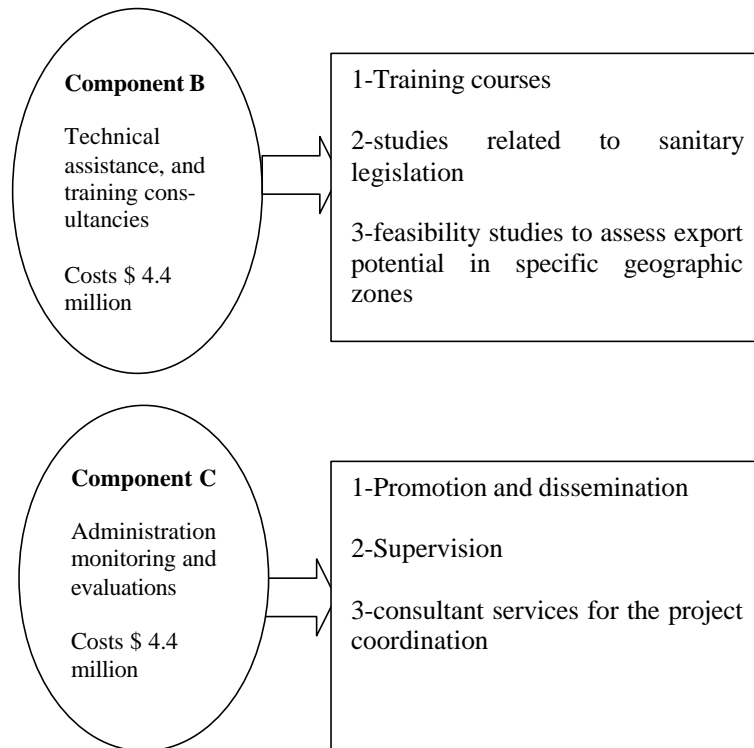 Component B
Technical
assistance, and
training cons-
ultancies
Costs $ 4.4
million
1-Training courses
2-studies related to sanitary
legislation
3-feasibility studies to assess export
potential in specific geographic
zones
Component C
Administration
monitoring and
evaluations
Costs $ 4.4
million
1-Promotion and dissemination
2-Supervision
3-consultant services for the project
coordination